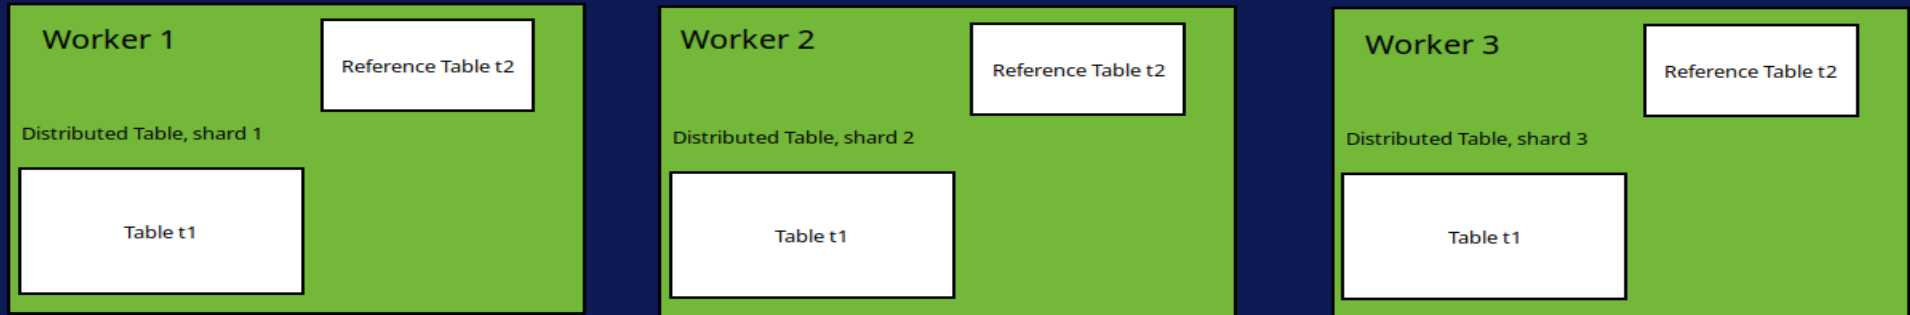 Worker 1
Reference Table t2
Distributed Table, shard 1
Table t1
Worker 2
Reference Table t2
Distributed Table, shard 2
Table t1
Worker 3
Reference Table t2
Distributed Table, shard 3
Table t1